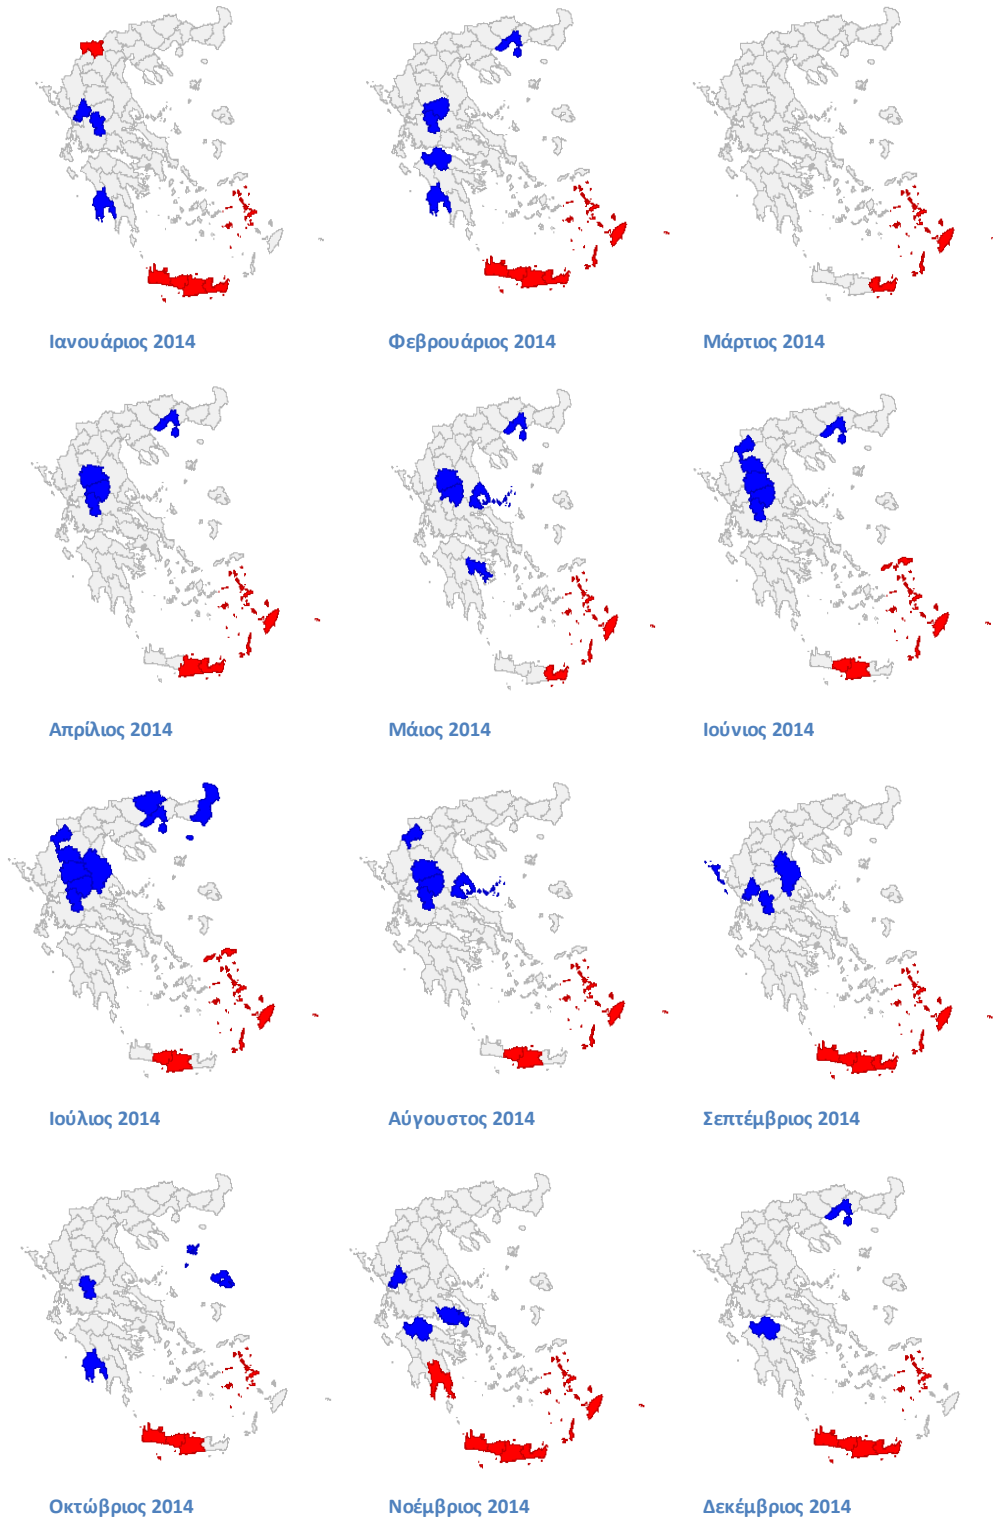 Ιανουάριος 2014
Φεβρουάριος 2014
Μάρτιος 2014
Απρίλιος 2014
Μάιος 2014
Ιούνιος 2014
Ιούλιος 2014
Αύγουστος 2014
Σεπτέμβριος 2014
Οκτώβριος 2014
Νοέμβριος 2014
Δεκέμβριος 2014